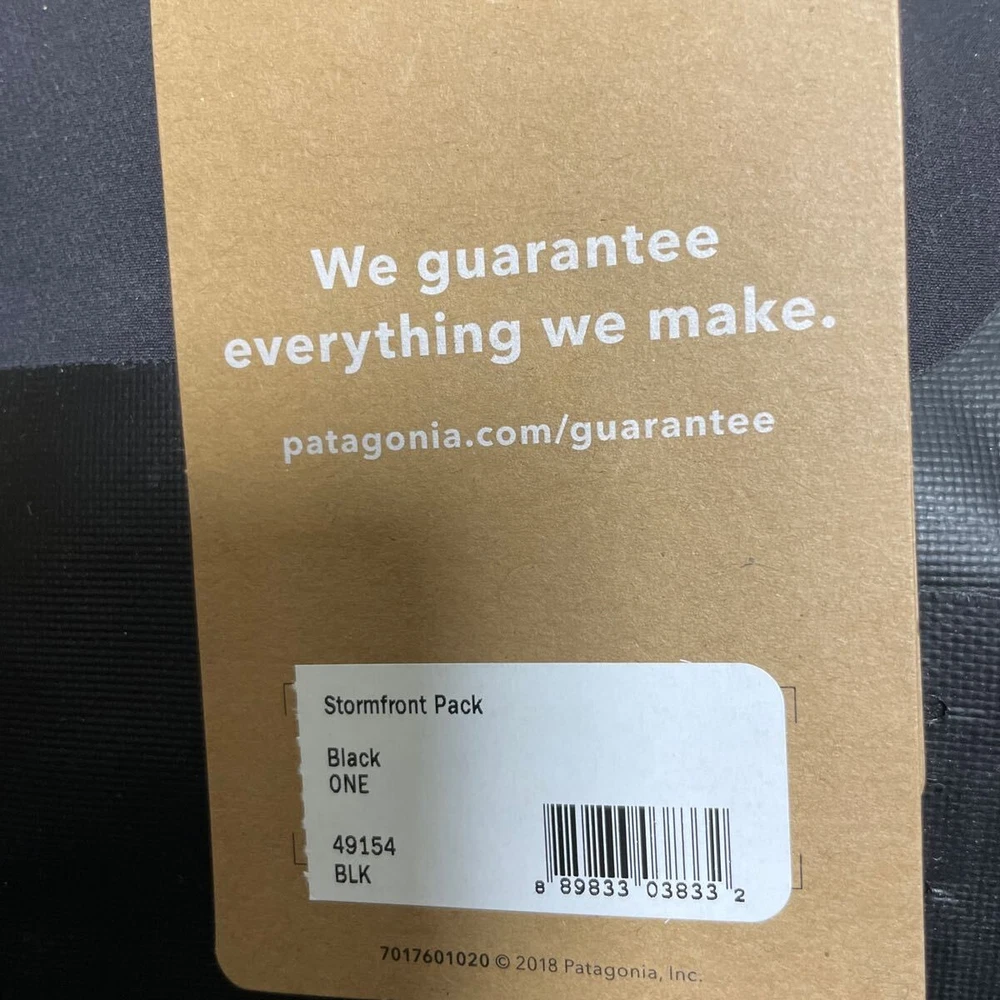 We guarantee
everything we make.
patagonia.com/guarantee
Stormfront Pack
Black
ONE
49154
BLK
8 89833 03833 2
7017601020 © 2018 Patagonia, Inc.